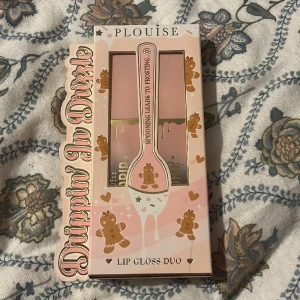 PLOUISE
Drippin' In Drizzle
SPOONING LEADS TO FROSTING...
LIP GLOSS DUO